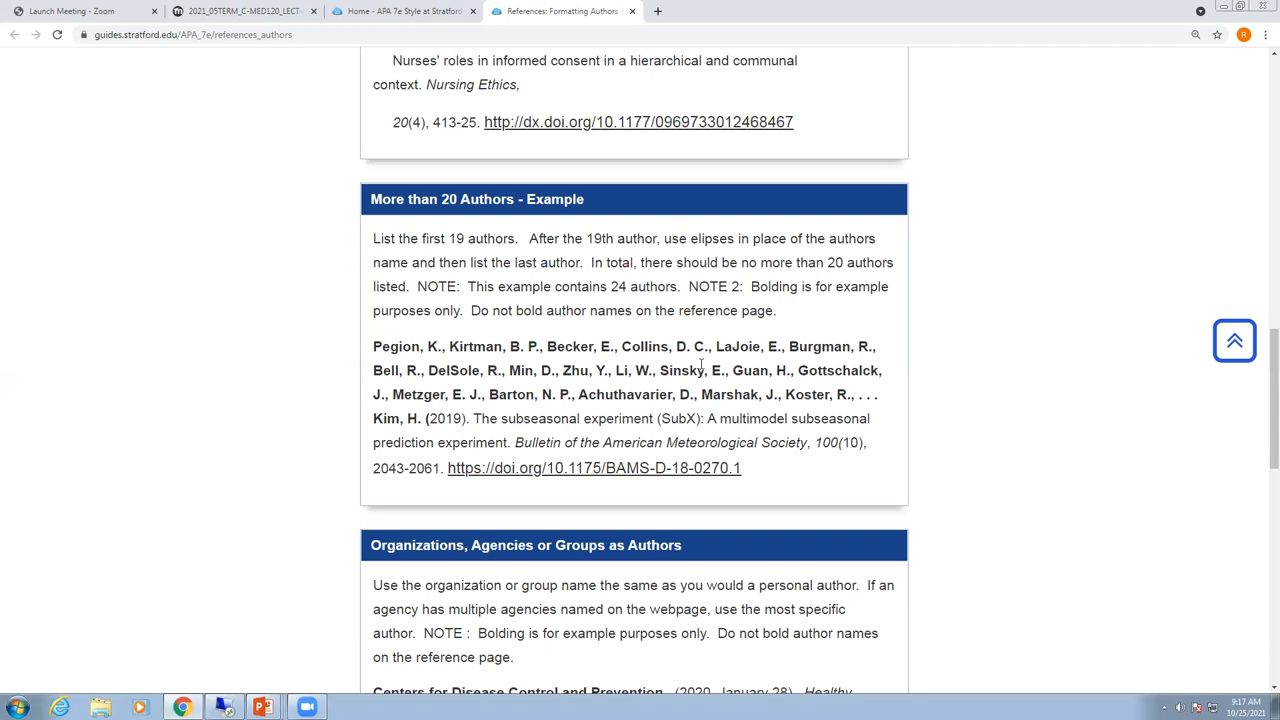 Launch Meeting - Zoom
2021_05TERM_C-MED120_LECT-
Home - APA 7e Style at Stratford
References: Formatting Authors -
guides.stratford.edu/APA_7e/references_authors
R
Nurses' roles in informed consent in a hierarchical and communal
context. Nursing Ethics,
20(4), 413-25. http://dx.doi.org/10.1177/0969733012468467
More than 20 Authors - Example
List the first 19 authors. After the 19th author, use elipses in place of the authors
name and then list the last author. In total, there should be no more than 20 authors
listed. NOTE: This example contains 24 authors. NOTE 2: Bolding is for example
purposes only. Do not bold author names on the reference page.
Pegion, K., Kirtman, B. P., Becker, E., Collins, D. C., LaJoie, E., Burgman, R.,
Bell, R., DelSole, R., Min, D., Zhu, Y., Li, W., Sinsky, E., Guan, H., Gottschalck,
J., Metzger, E. J., Barton, N. P., Achuthavarier, D., Marshak, J., Koster, R., . . .
Kim, H. (2019). The subseasonal experiment (SubX): A multimodel subseasonal
prediction experiment. Bulletin of the American Meteorological Society, 100(10),
2043-2061. https://doi.org/10.1175/BAMS-D-18-0270.1
Organizations, Agencies or Groups as Authors
Use the organization or group name the same as you would a personal author. If an
agency has multiple agencies named on the webpage, use the most specific
author. NOTE : Bolding is for example purposes only. Do not bold author names
on the reference page.
Centers for Disease Control and Prevention. (2020, January 28). Healthy
9:17 AM
10/25/2021